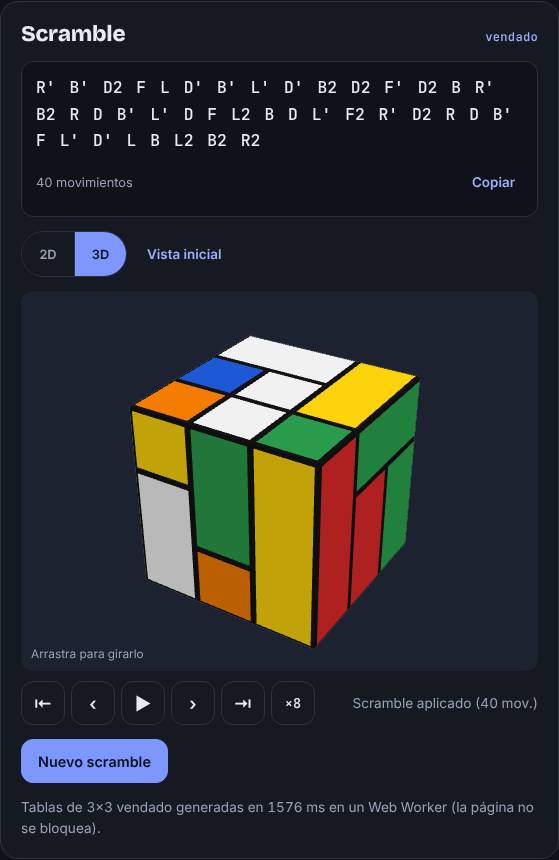 Scramble
vendado
R' B' D2 F L D' B' L' D' B2 D2 F' D2 B R'
B2 R D B' L' D F L2 B D L' F2 R' D2 R D B'
F L' D' L B L2 B2 R2
40 movimientos
Copiar
2D
3D
Vista inicial
Arrastra para girarlo
×8
Scramble aplicado (40 mov.)
Nuevo scramble
Tablas de 3×3 vendado generadas en 1576 ms en un Web Worker (la página no
se bloquea).